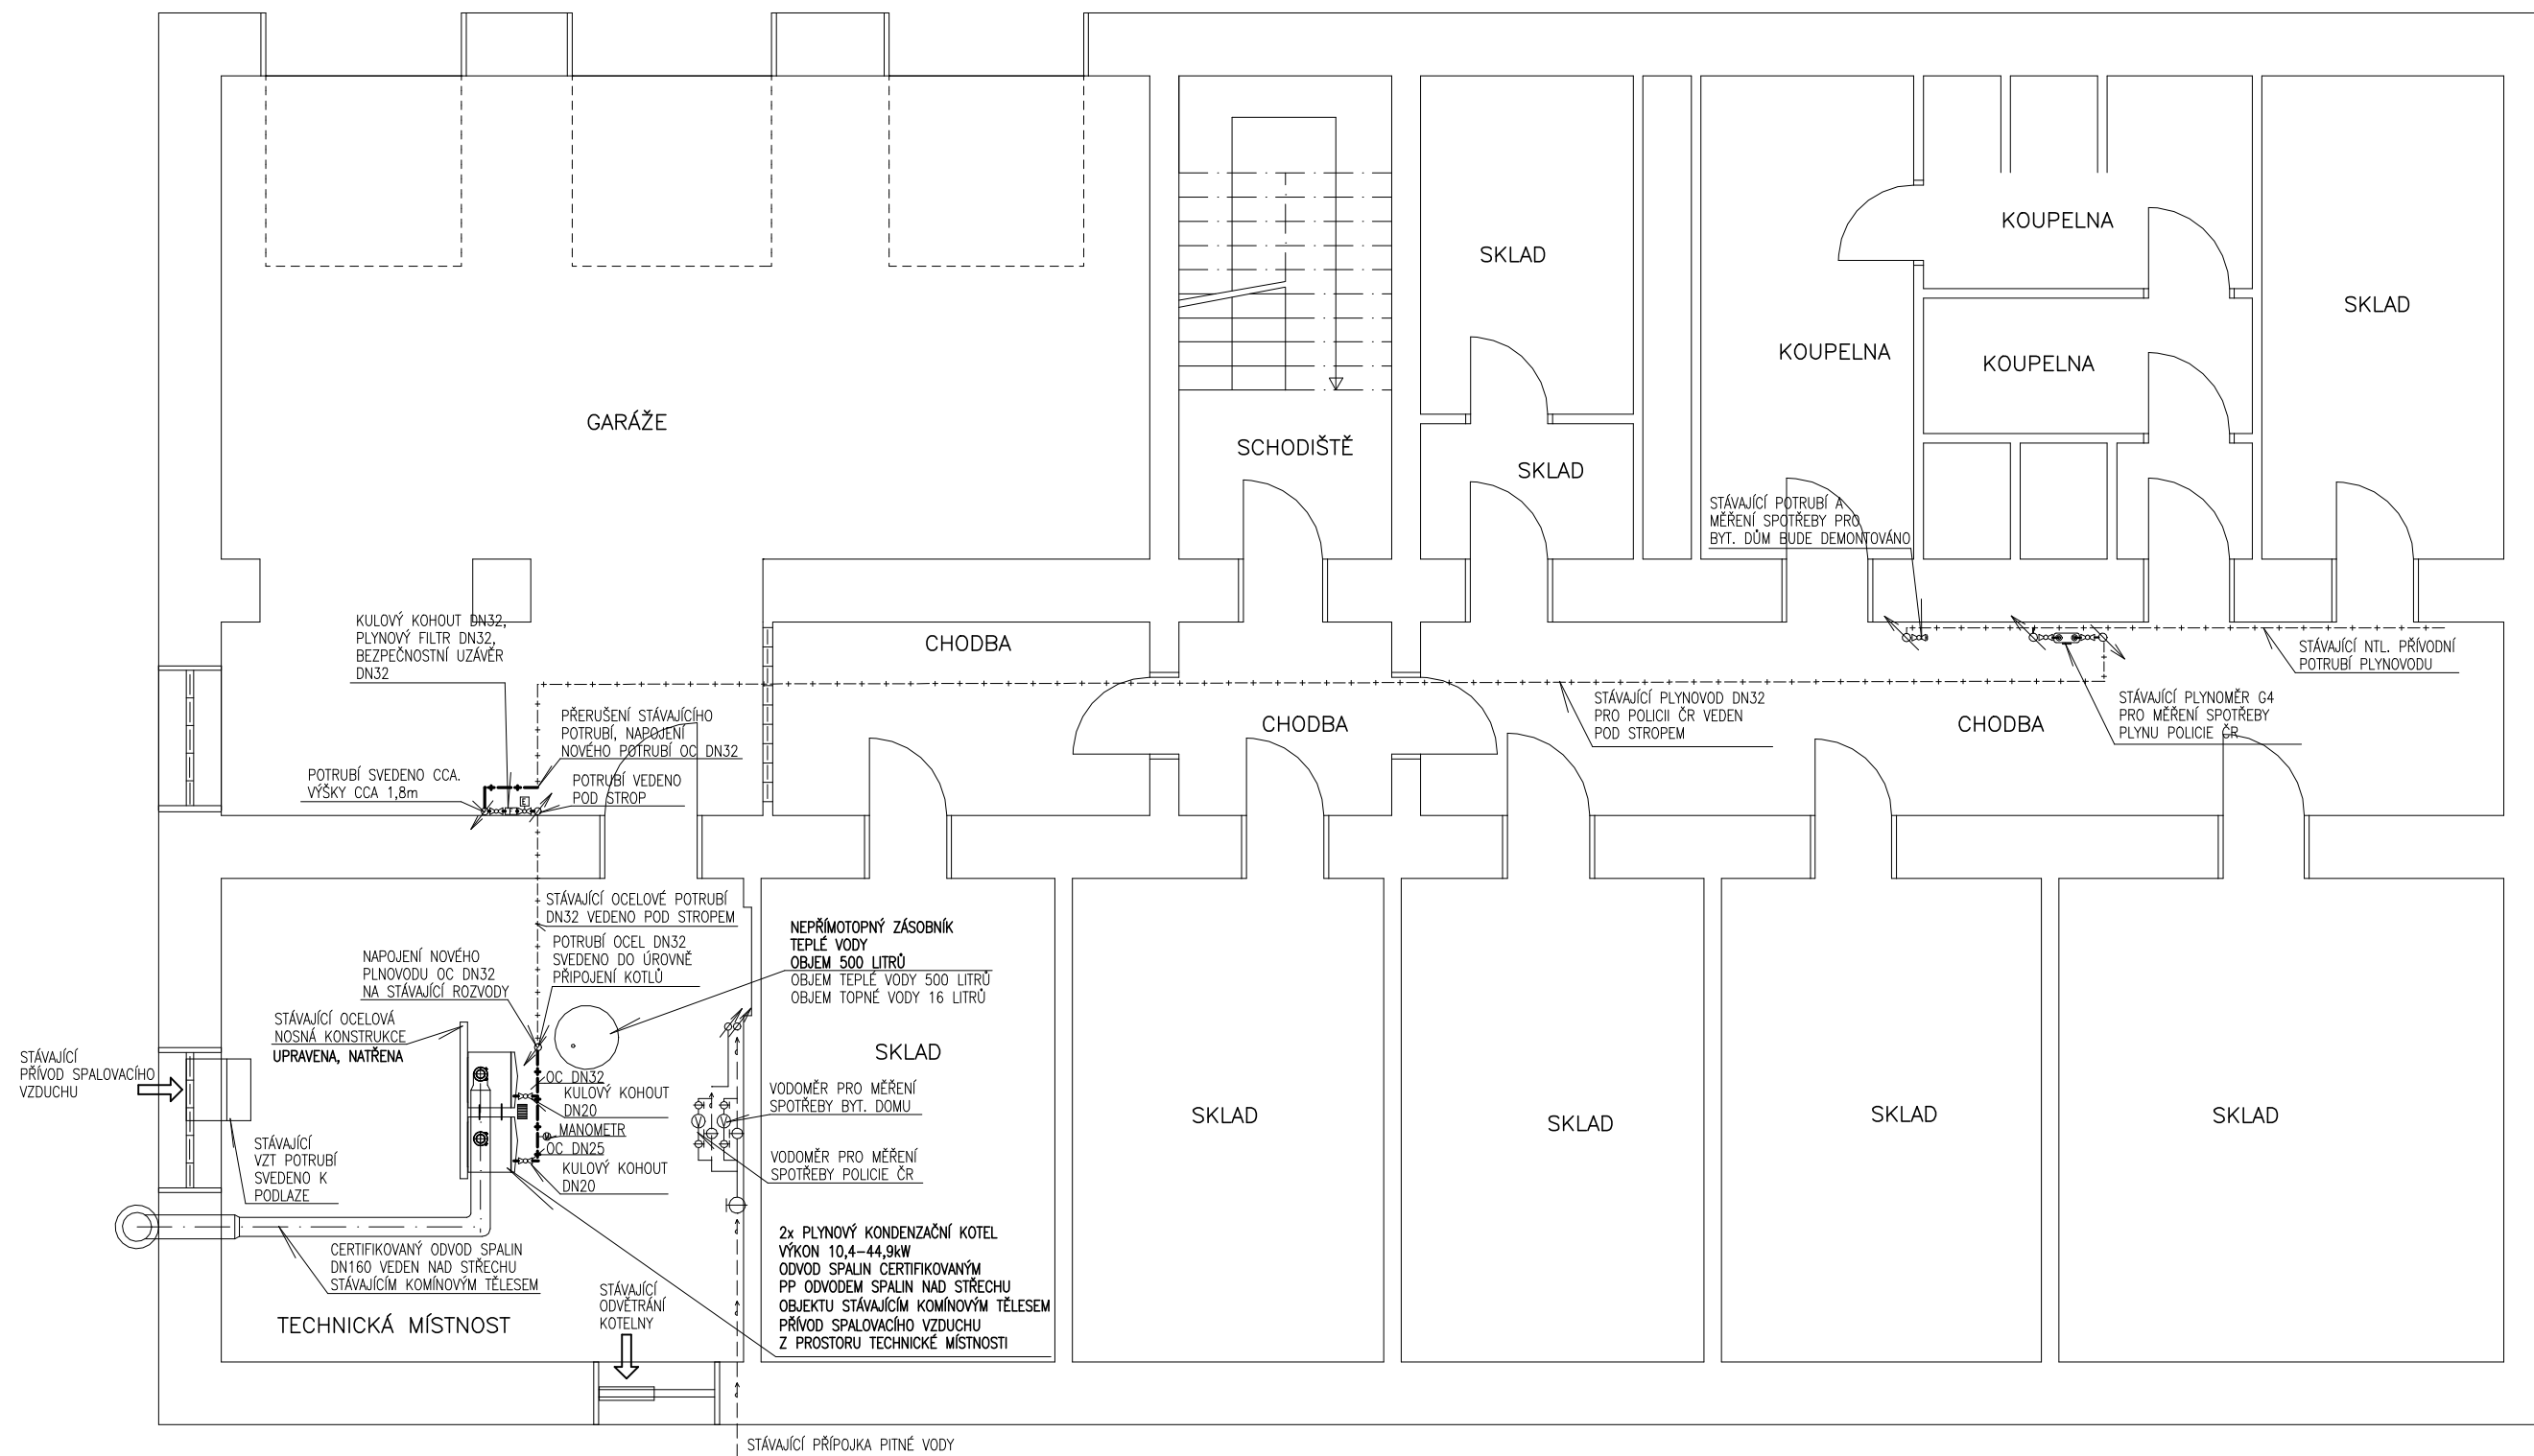 KOUPELNA
SKLAD
SKLAD
KOUPELNA
KOUPELNA
GARÁŽE
SCHODIŠTĚ
SKLAD
STÁVAJÍCÍ POTRUBÍ A
MĚŘENÍ SPOTŘEBY PRO
BYT. DŮM BUDE DEMONTOVÁNO
KULOVÝ KOHOUT DN32,
PLYNOVÝ FILTR DN32,
BEZPEČNOSTNÍ UZÁVĚR
DN32
CHODBA
STÁVAJÍCÍ NTL. PŘÍVODNÍ
POTRUBÍ PLYNOVODU
PŘERUŠENÍ STÁVAJÍCÍHO
POTRUBÍ, NAPOJENÍ
NOVÉHO POTRUBÍ OC DN32
CHODBA
STÁVAJÍCÍ PLYNOVOD DN32
PRO POLICII ČR VEDEN
POD STROPEM
CHODBA
STÁVAJÍCÍ PLYNOMĚR G4
PRO MĚŘENÍ SPOTŘEBY
PLYNU POLICIE ČR
POTRUBÍ SVEDENO CCA.
VÝŠKY CCA 1,8m
POTRUBÍ VEDENO
POD STROP
E
STÁVAJÍCÍ OCELOVÉ POTRUBÍ
DN32 VEDENO POD STROPEM
NEPŘÍMOTOPNÝ ZÁSOBNÍK
TEPLÉ VODY
OBJEM 500 LITRŮ
OBJEM TEPLÉ VODY 500 LITRŮ
OBJEM TOPNÉ VODY 16 LITRŮ
NAPOJENÍ NOVÉHO
PLNOVODU OC DN32
NA STÁVAJÍCÍ ROZVODY
POTRUBÍ OCEL DN32
SVEDENO DO ÚROVNĚ
PŘIPOJENÍ KOTLŮ
STÁVAJÍCÍ OCELOVÁ
NOSNÁ KONSTRUKCE
UPRAVENA, NATŘENA
SKLAD
STÁVAJÍCÍ
PŘÍVOD SPALOVACÍHO
VZDUCHU
OC DN32
KULOVÝ KOHOUT
DN20
MANOMETR
OC DN25
KULOVÝ KOHOUT
DN20
VODOMĚR PRO MĚŘENÍ
SPOTŘEBY BYT. DOMU
V
V
VODOMĚR PRO MĚŘENÍ
SPOTŘEBY POLICIE ČR
SKLAD
SKLAD
SKLAD
SKLAD
STÁVAJÍCÍ
VZT POTRUBÍ
SVEDENO K
PODLAZE
CERTIFIKOVANÝ ODVOD SPALIN
DN160 VEDEN NAD STŘECHU
STÁVAJÍCÍM KOMÍNOVÝM TĚLESEM
2x PLYNOVÝ KONDENZAČNÍ KOTEL
VÝKON 10,4–44,9kW
ODVOD SPALIN CERTIFIKOVANÝM
PP ODVODEM SPALIN NAD STŘECHU
OBJEKTU STÁVAJÍCÍM KOMÍNOVÝM TĚLESEM
PŘÍVOD SPALOVACÍHO VZDUCHU
Z PROSTORU TECHNICKÉ MÍSTNOSTI
STÁVAJÍCÍ
ODVĚTRÁNÍ
KOTELNY
TECHNICKÁ MÍSTNOST
STÁVAJÍCÍ PŘÍPOJKA PITNÉ VODY